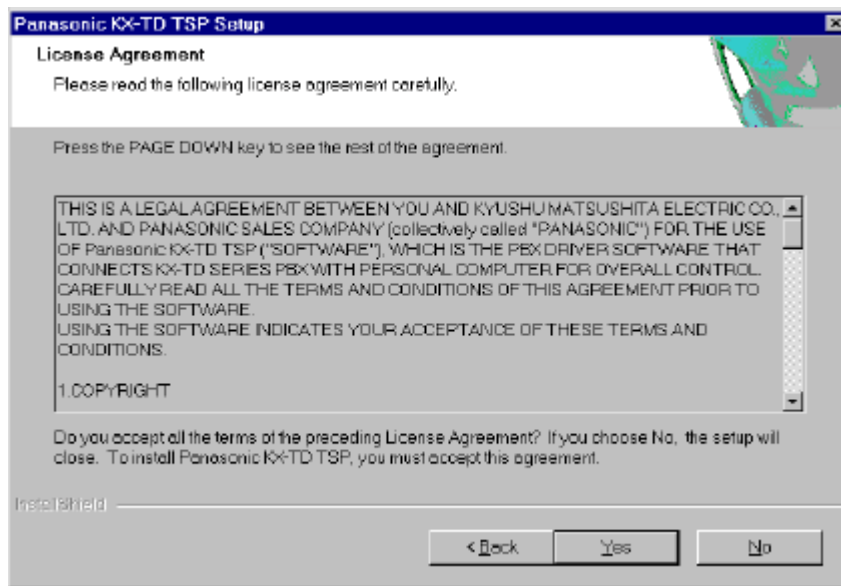 Panasonic KX-TD TSP Setup
License Agreement
Please read the following license agreement carefully.
Press the PAGE DOWN key to see the rest of the agreement.
THIS IS A LEGAL AGREEMENT BETWEEN YOU AND KYUSHU MATSUSHITA ELECTRIC CO.,
LTD. AND PANASONIC SALES COMPANY (collectively called "PANASONIC") FOR THE USE
OF Panasonic KX-TD TSP ("SOFTWARE"), WHICH IS THE PBX DRIVER SOFTWARE THAT
CONNECTS KX-TD SERIES PBX WITH PERSONAL COMPUTER FOR OVERALL CONTROL.
CAREFULLY READ ALL THE TERMS AND CONDITIONS OF THIS AGREEMENT PRIOR TO
USING THE SOFTWARE.
USING THE SOFTWARE INDICATES YOUR ACCEPTANCE OF THESE TERMS AND
CONDITIONS.
1.COPYRIGHT
Do you accept all the terms of the preceding License Agreement? If you choose No, the setup will
close. To install Panasonic KX-TD TSP, you must accept this agreement.
InstallShield
< Back Yes No